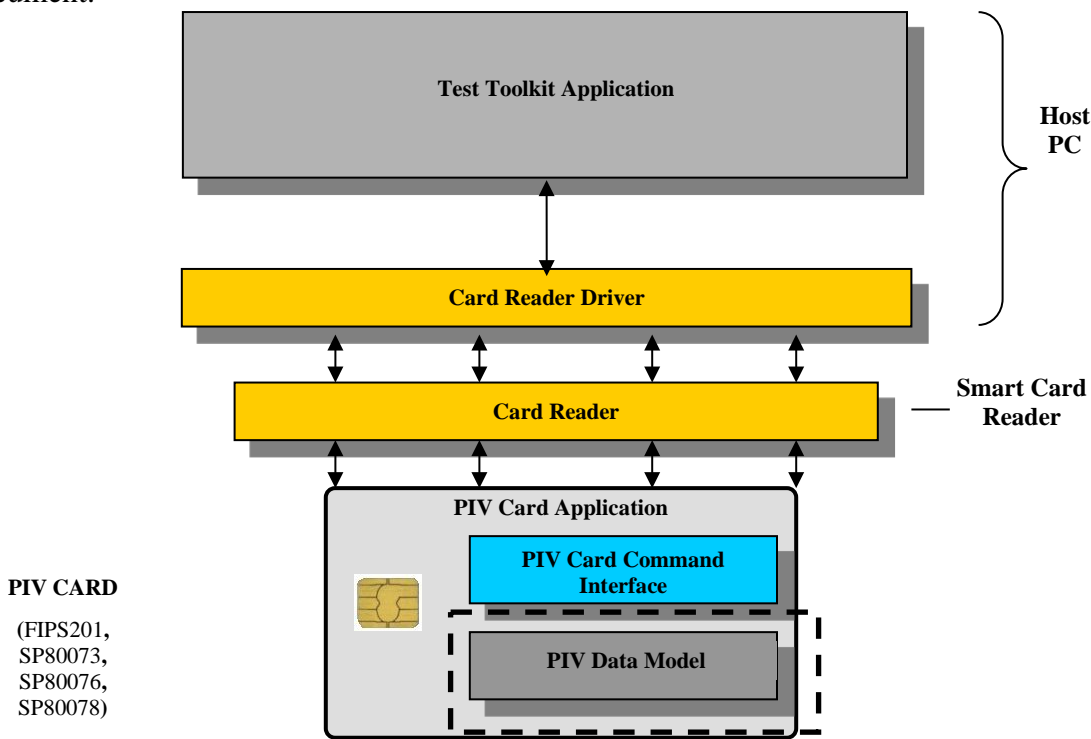 cument.
Test Toolkit Application
Host
PC
Card Reader Driver
Card Reader
Smart Card
Reader
PIV Card Application
PIV Card Command
Interface
PIV Data Model
PIV CARD
(FIPS201,
SP80073,
SP80076,
SP80078)